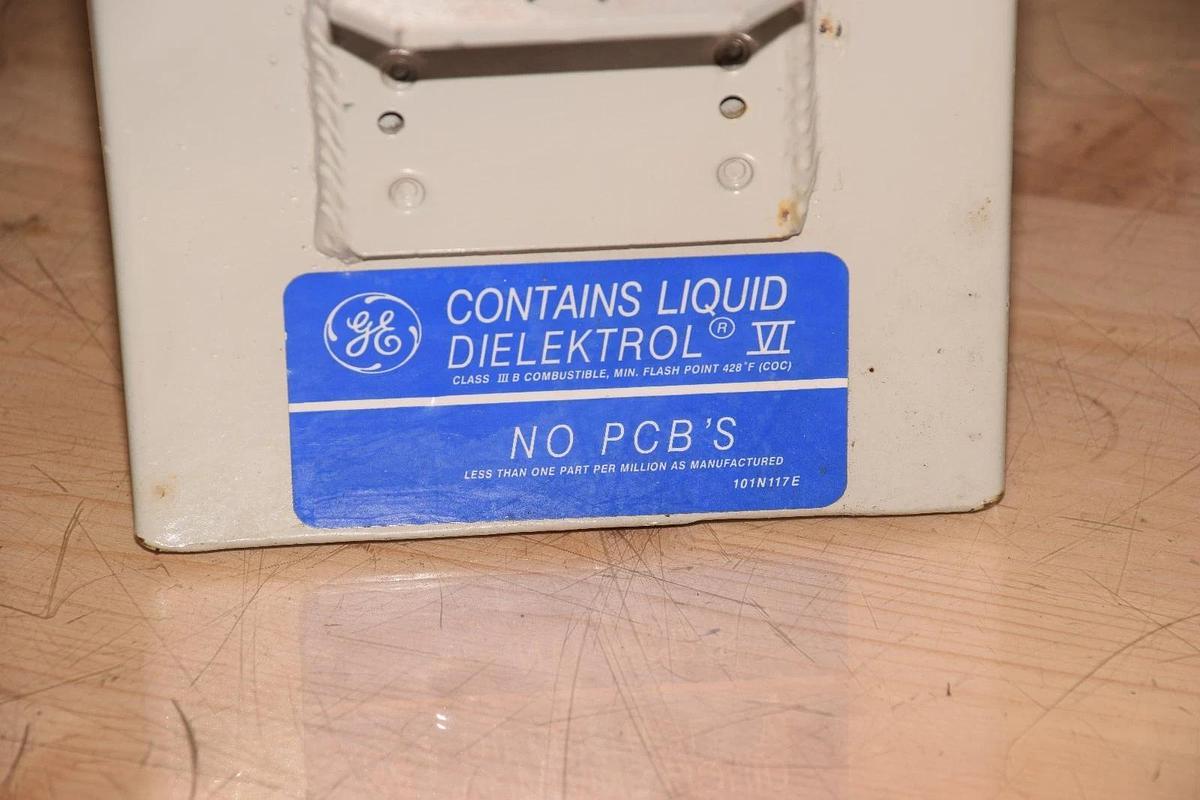 GE
CONTAINS LIQUID
DIELEKTROL ® VI
CLASS III B COMBUSTIBLE, MIN. FLASH POINT 428°F (COC)
NO PCB'S
LESS THAN ONE PART PER MILLION AS MANUFACTURED
101N117E